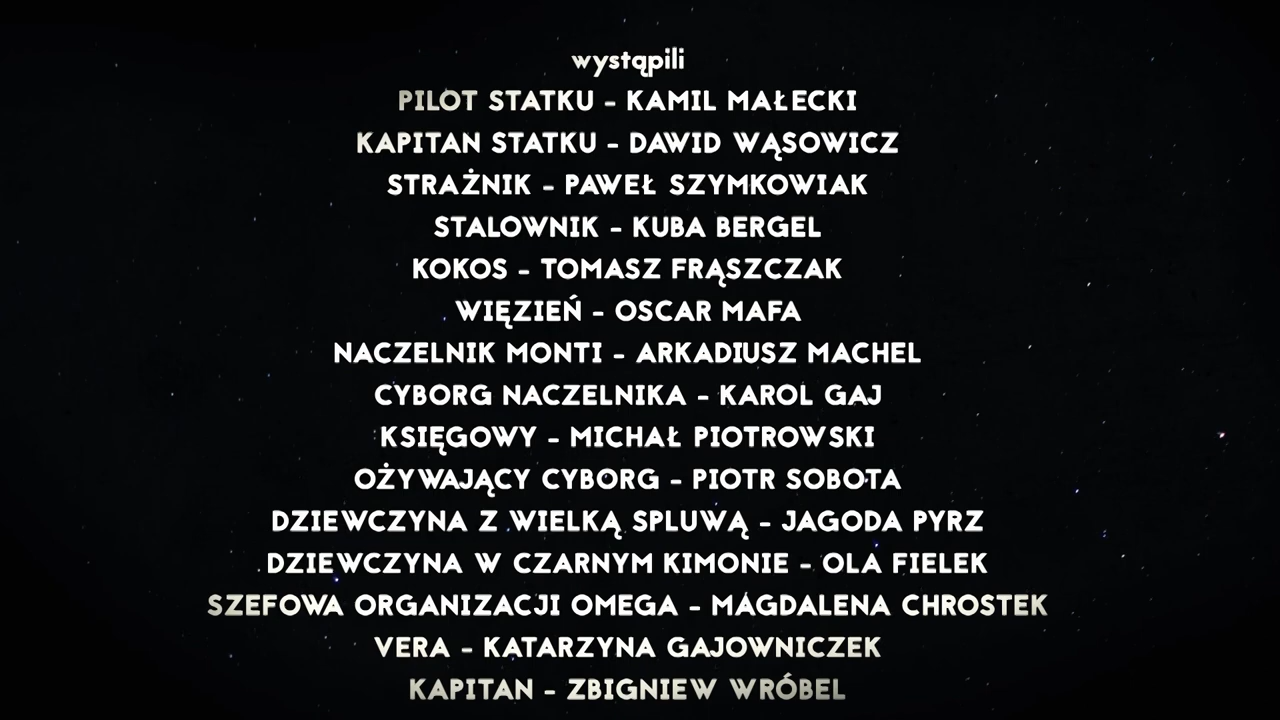 wystąpili
PILOT STATKU - KAMIL MAŁECKI
KAPITAN STATKU - DAWID WĄSOWICZ
STRAŻNIK - PAWEŁ SZYMKOWIAK
STALOWNIK - KUBA BERGEL
KOKOS - TOMASZ FRĄSZCZAK
WIĘZIEŃ - OSCAR MAFA
NACZELNIK MONTI - ARKADIUSZ MACHEL
CYBORG NACZELNIKA - KAROL GAJ
KSIĘGOWY - MICHAŁ PIOTROWSKI
OŻYWAJĄCY CYBORG - PIOTR SOBOTA
DZIEWCZYNA Z WIELKĄ SPLUWĄ - JAGODA PYRZ
DZIEWCZYNA W CZARNYM KIMONIE - OLA FIELEK
SZEFOWA ORGANIZACJI OMEGA - MAGDALENA CHROSTEK
VERA - KATARZYNA GAJOWNICZEK
KAPITAN - ZBIGNIEW WRÓBEL